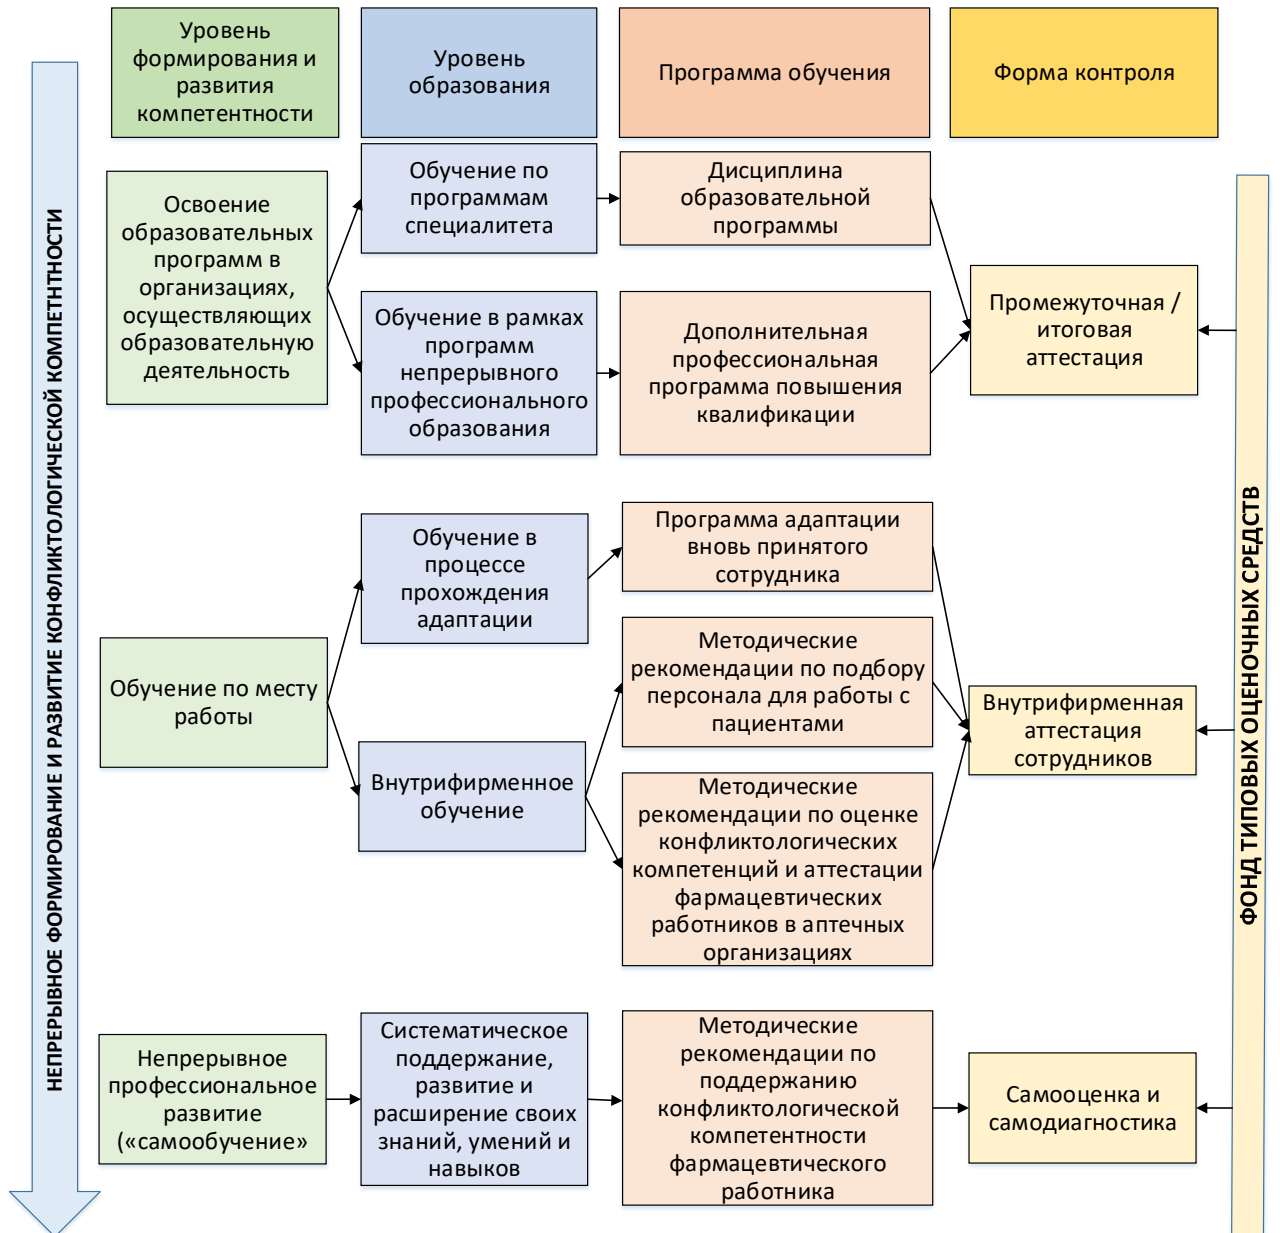 Уровень
формирования и
развития
компетентности
Уровень
образования
Программа обучения
Форма контроля
НЕПРЕРЫВНОЕ ФОРМИРОВАНИЕ И РАЗВИТИЕ КОНФЛИКТОЛОГИЧЕСКОЙ КОМПЕТНТНОСТИ
Освоение
образовательных
программ в
организациях,
осуществляющих
образовательную
деятельность
Обучение по
программам
специалитета
Дисциплина
образовательной
программы
Обучение в рамках
программ
непрерывного
профессионального
образования
Дополнительная
профессиональная
программа повышения
квалификации
Промежуточная /
итоговая
аттестация
Обучение по месту
работы
Обучение в
процессе
прохождения
адаптации
Программа адаптации
вновь принятого
сотрудника
Внутрифирменное
обучение
Методические
рекомендации по подбору
персонала для работы с
пациентами
Методические
рекомендации по оценке
конфликтологических
компетенций и аттестации
фармацевтических
работников в аптечных
организациях
Внутрифирменная
аттестация
сотрудников
Непрерывное
профессиональное
развитие
(«самообучение»
Систематическое
поддержание,
развитие и
расширение своих
знаний, умений и
навыков
Методические
рекомендации по
поддержанию
конфликтологической
компетентности
фармацевтического
работника
Самооценка и
самодиагностика
ФОНД ТИПОВЫХ ОЦЕНОЧНЫХ СРЕДСТВ